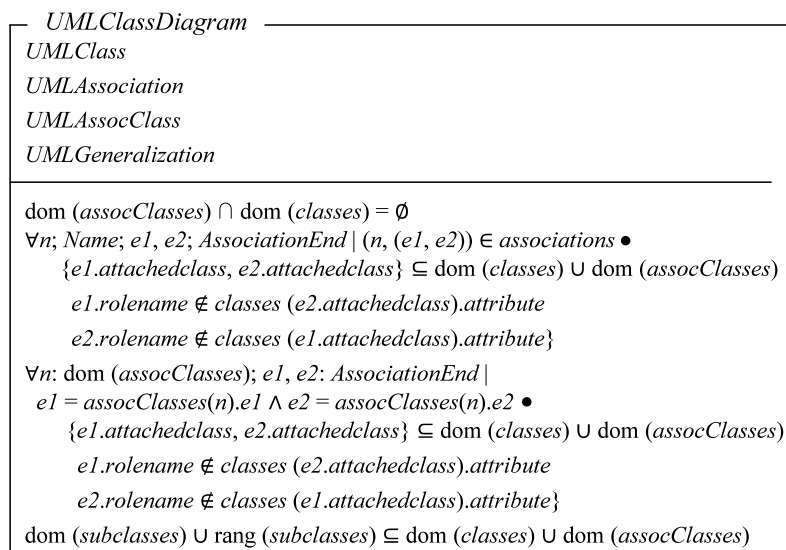 UMLClassDiagram
UMLClass
UMLAssociation
UMLAssocClass
UMLGeneralization
dom (assocClasses) ∩ dom (classes) = ∅
∀n; Name; e1, e2; AssociationEnd | (n, (e1, e2)) ∈ associations ●
{e1.attachedclass, e2.attachedclass} ⊆ dom (classes) ∪ dom (assocClasses)
e1.rolename ∉ classes (e2.attachedclass).attribute
e2.rolename ∉ classes (e1.attachedclass).attribute}
∀n: dom (assocClasses); e1, e2: AssociationEnd |
e1 = assocClasses(n).e1 ∧ e2 = assocClasses(n).e2 ●
{e1.attachedclass, e2.attachedclass} ⊆ dom (classes) ∪ dom (assocClasses)
e1.rolename ∉ classes (e2.attachedclass).attribute
e2.rolename ∉ classes (e1.attachedclass).attribute}
dom (subclasses) ∪ rang (subclasses) ⊆ dom (classes) ∪ dom (assocClasses)